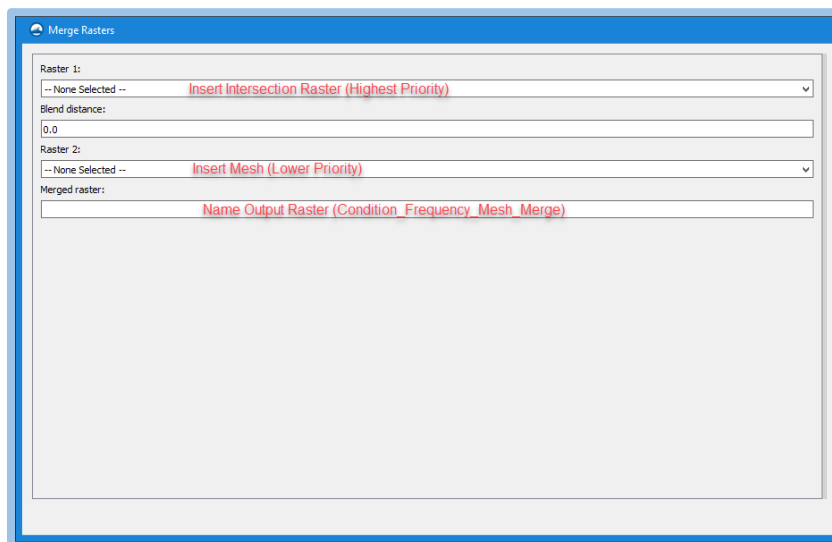 Merge Rasters
Raster 1:
-- None Selected -- Insert Intersection Raster (Highest Priority)
Blend distance:
0.0
Raster 2:
-- None Selected -- Insert Mesh (Lower Priority)
Merged raster:
Name Output Raster (Condition_Frequency_Mesh_Merge)